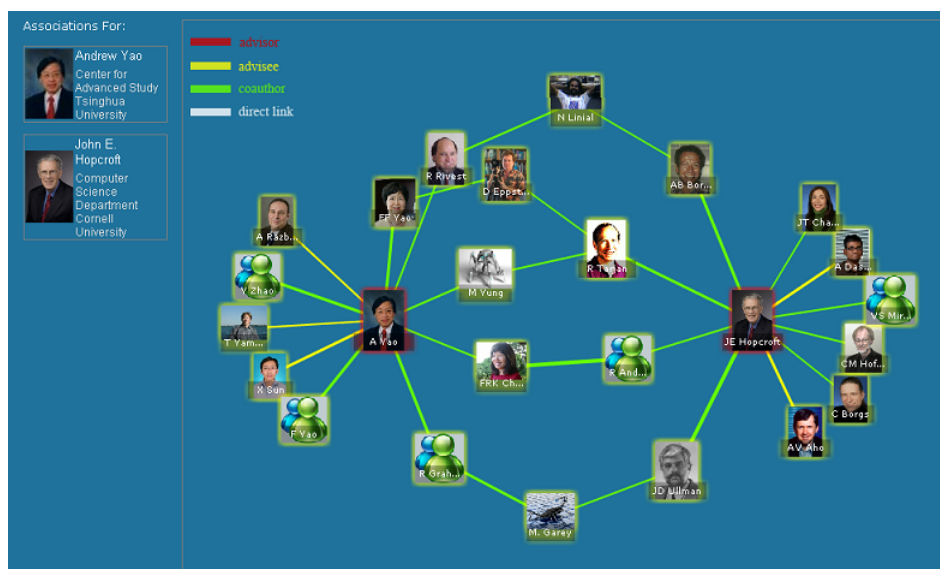 Associations For:
Andrew Yao
Center for
Advanced Study
Tsinghua
University
John E.
Hopcroft
Computer
Science
Department
Cornell
University
advisor
advisee
coauthor
direct link
N Linial
R Rivest
D Eppst...
AB Bor...
FF Yao
JT Cha...
A Razb...
A Das...
R Tarjan
Y Zhao
M Yung
VS Mir...
T Yam...
A Yao
JE Hopcroft
CM Hof...
FRK Ch...
R And...
X Sun
C Borgs
F Yao
AV Aho
R Grah...
JD Ullman
M. Garey